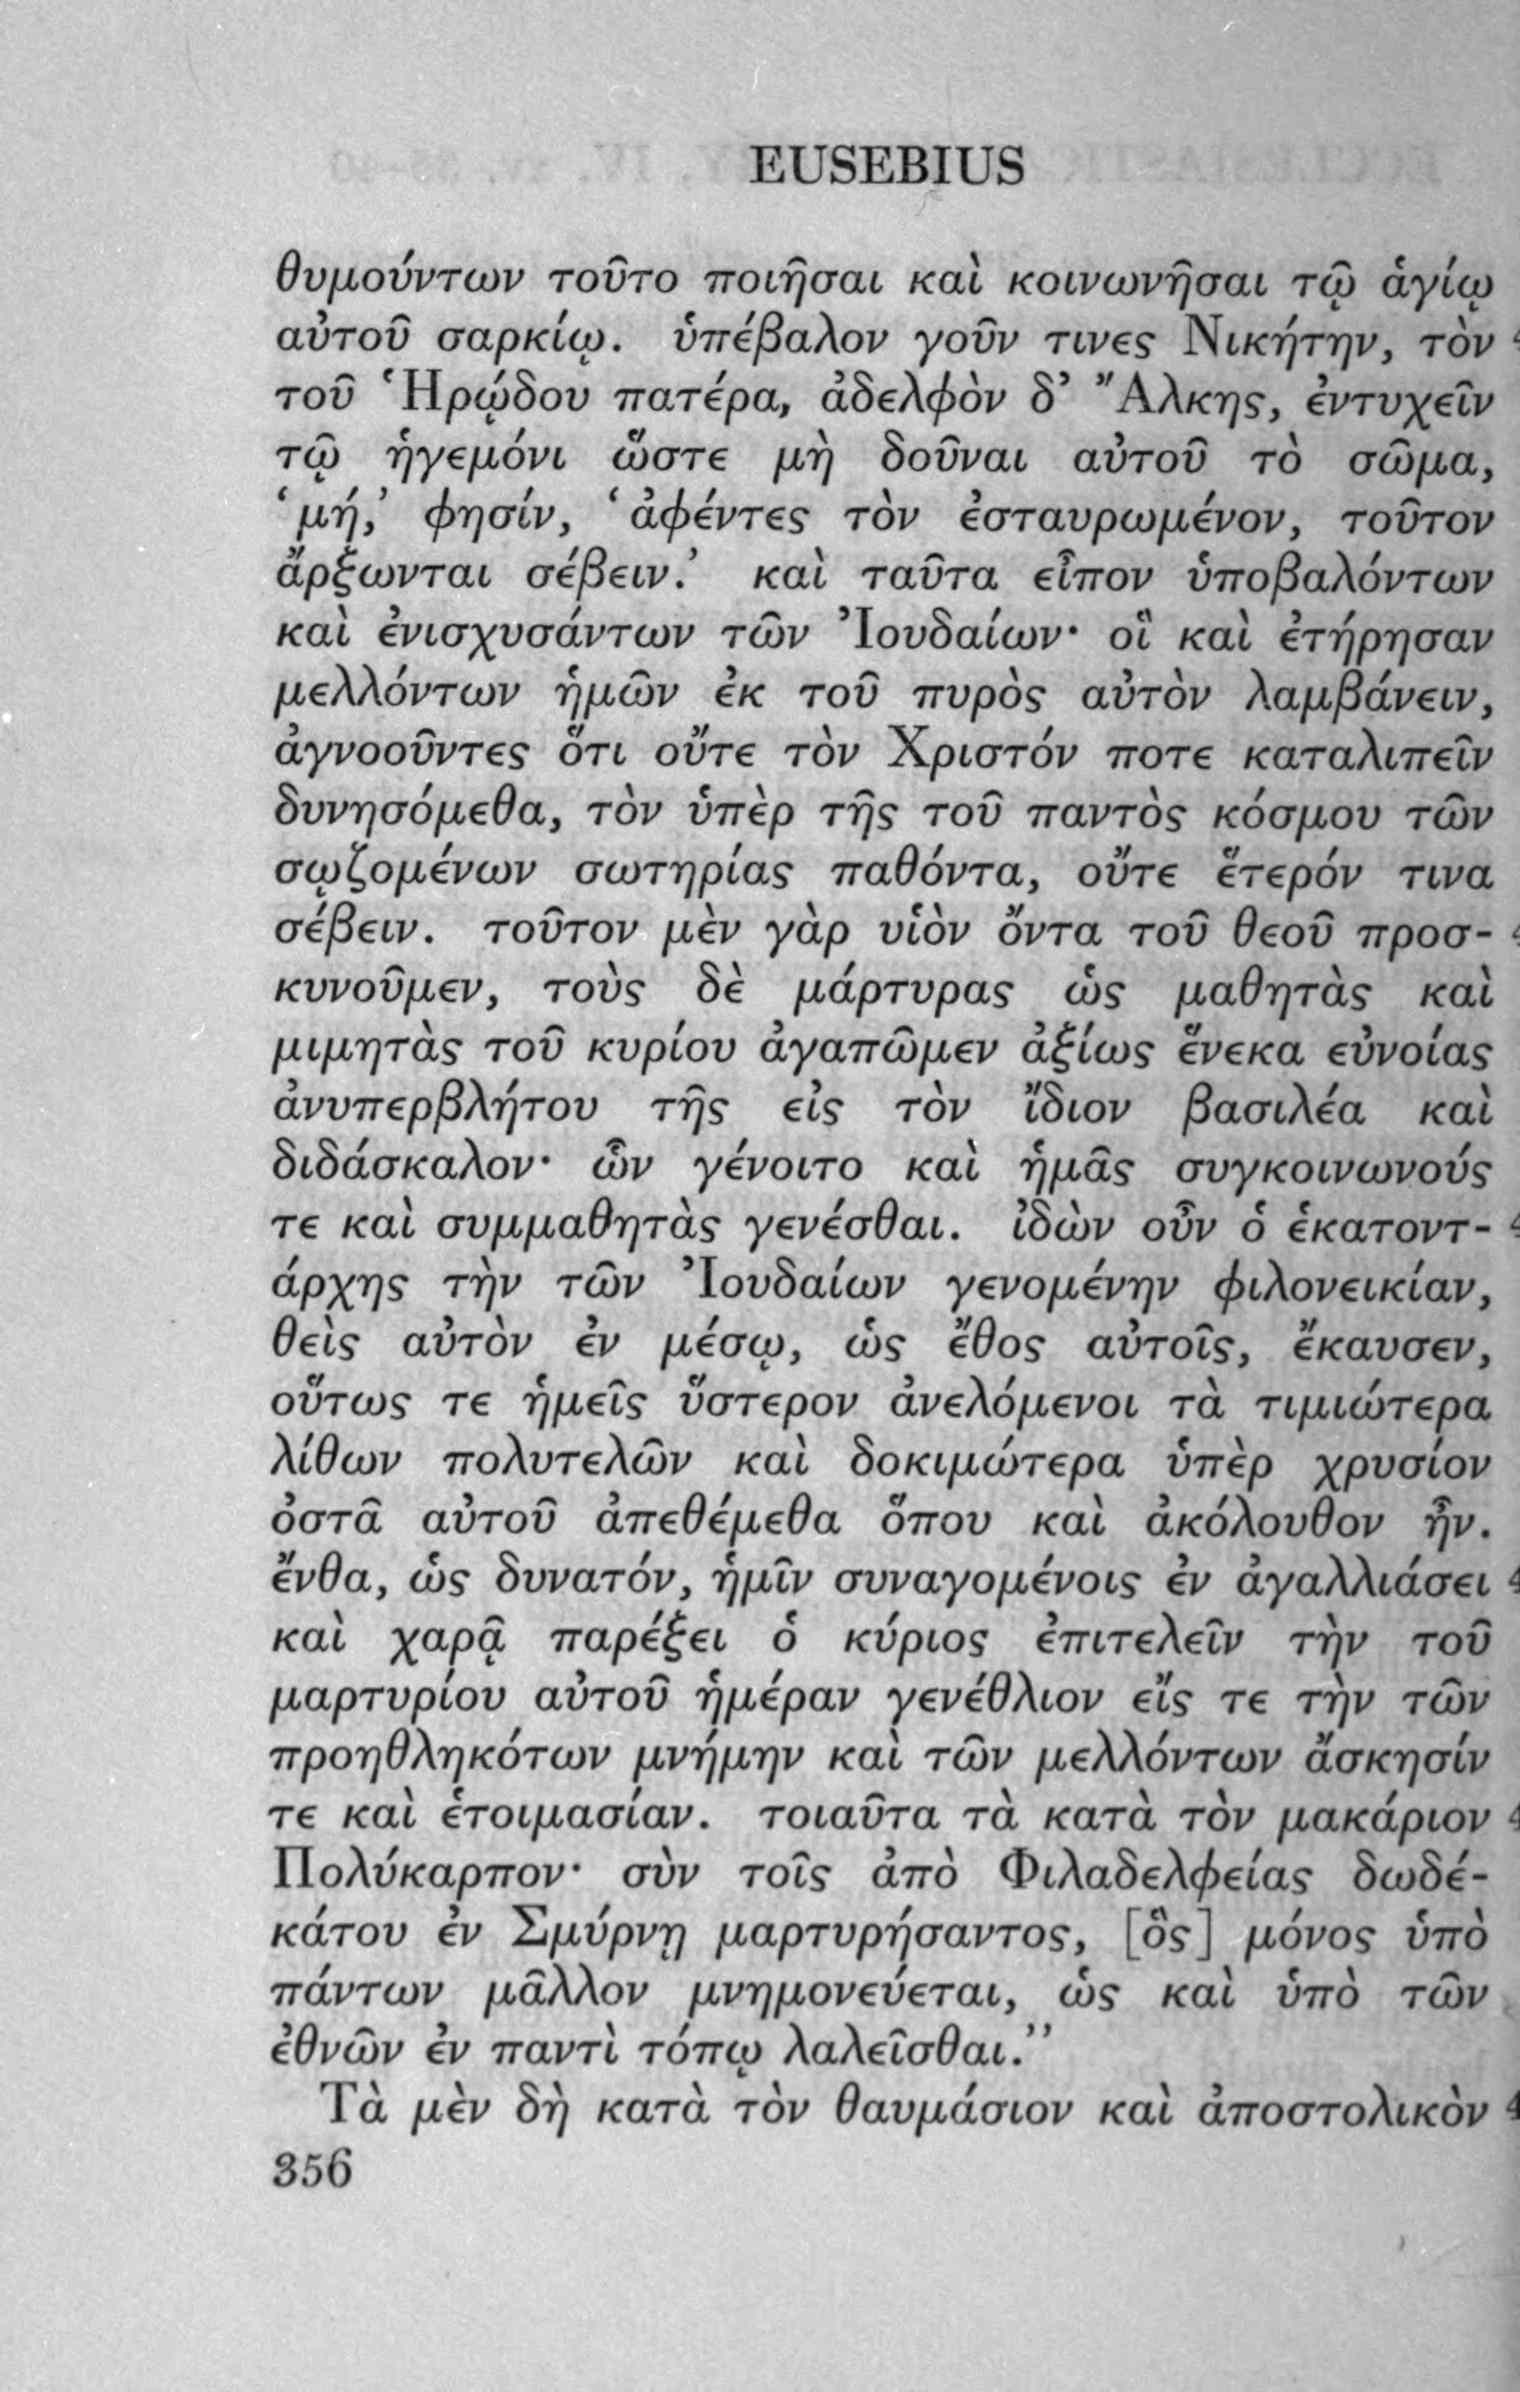 EUSEBIUS
θυμούντων τοῦτο ποιῆσαι καὶ κοινωνῆσαι τῷ ἁγίῳ
αὐτοῦ σαρκίῳ. ὑπέβαλον γοῦν τινες Νικήτην, τὸν
τοῦ Ἡρῴδου πατέρα, ἀδελφὸν δ’ Ἄλκης, ἐντυχεῖν
τῷ ἡγεμόνι ὥστε μὴ δοῦναι αὐτοῦ τὸ σῶμα,
‘μή,’ φησίν, ‘ἀφέντες τὸν ἐσταυρωμένον, τοῦτον
ἄρξωνται σέβειν.’ καὶ ταῦτα εἶπον ὑποβαλόντων
καὶ ἐνισχυσάντων τῶν Ἰουδαίων· οἳ καὶ ἐτήρησαν
μελλόντων ἡμῶν ἐκ τοῦ πυρὸς αὐτὸν λαμβάνειν,
ἀγνοοῦντες ὅτι οὔτε τὸν Χριστόν ποτε καταλιπεῖν
δυνησόμεθα, τὸν ὑπὲρ τῆς τοῦ παντὸς κόσμου τῶν
σῳζομένων σωτηρίας παθόντα, οὔτε ἕτερόν τινα
σέβειν. τοῦτον μὲν γὰρ υἱὸν ὄντα τοῦ θεοῦ προσ-
κυνοῦμεν, τοὺς δὲ μάρτυρας ὡς μαθητὰς καὶ
μιμητὰς τοῦ κυρίου ἀγαπῶμεν ἀξίως ἕνεκα εὐνοίας
ἀνυπερβλήτου τῆς εἰς τὸν ἴδιον βασιλέα καὶ
διδάσκαλον· ὧν γένοιτο καὶ ἡμᾶς συγκοινωνούς
τε καὶ συμμαθητὰς γενέσθαι. ἰδὼν οὖν ὁ ἑκατοντ-
άρχης τὴν τῶν Ἰουδαίων γενομένην φιλονεικίαν,
θεὶς αὐτὸν ἐν μέσῳ, ὡς ἔθος αὐτοῖς, ἔκαυσεν,
οὕτως τε ἡμεῖς ὕστερον ἀνελόμενοι τὰ τιμιώτερα
λίθων πολυτελῶν καὶ δοκιμώτερα ὑπὲρ χρυσίον
ὀστᾶ αὐτοῦ ἀπεθέμεθα ὅπου καὶ ἀκόλουθον ἦν.
ἔνθα, ὡς δυνατόν, ἡμῖν συναγομένοις ἐν ἀγαλλιάσει
καὶ χαρᾷ παρέξει ὁ κύριος ἐπιτελεῖν τὴν τοῦ
μαρτυρίου αὐτοῦ ἡμέραν γενέθλιον εἴς τε τὴν τῶν
προηθληκότων μνήμην καὶ τῶν μελλόντων ἄσκησίν
τε καὶ ἑτοιμασίαν. τοιαῦτα τὰ κατὰ τὸν μακάριον
Πολύκαρπον· σὺν τοῖς ἀπὸ Φιλαδελφείας δωδε-
κάτου ἐν Σμύρνῃ μαρτυρήσαντος, [ὃς] μόνος ὑπὸ
πάντων μᾶλλον μνημονεύεται, ὡς καὶ ὑπὸ τῶν
ἐθνῶν ἐν παντὶ τόπῳ λαλεῖσθαι.”
Τὰ μὲν δὴ κατὰ τὸν θαυμάσιον καὶ ἀποστολικὸν
356